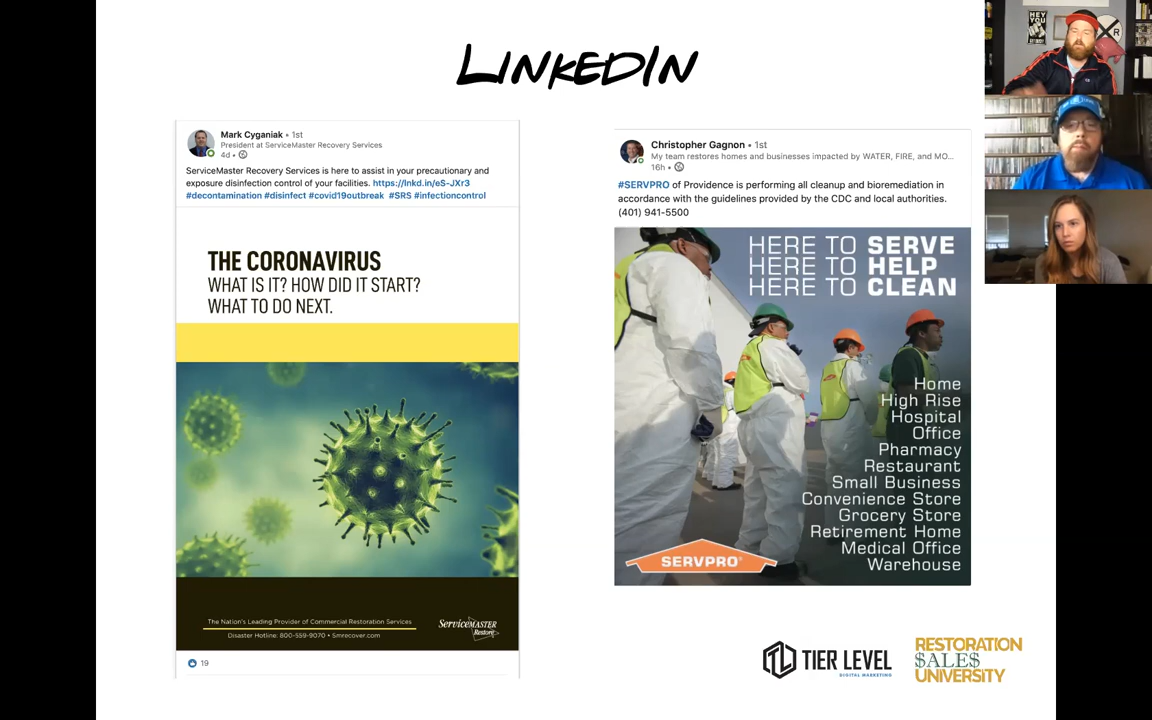 LINKEDIN
Mark Cyganiak • 1st
President at ServiceMaster Recovery Services
4d •
ServiceMaster Recovery Services is here to assist in your precautionary and
exposure disinfection control of your facilities. https://lnkd.in/eS-JXr3
#decontamination #disinfect #covid19outbreak #SRS #infectioncontrol
THE CORONAVIRUS
WHAT IS IT? HOW DID IT START?
WHAT TO DO NEXT.
The Nation's Leading Provider of Commercial Restoration Services
Disaster Hotline: 800-559-9070 • Smrecover.com
ServiceMASTER
Restore
19
Christopher Gagnon • 1st
My team restores homes and businesses impacted by WATER, FIRE, and MO...
16h •
#SERVPRO of Providence is performing all cleanup and bioremediation in
accordance with the guidelines provided by the CDC and local authorities.
(401) 941-5500
HERE TO SERVE
HERE TO HELP
HERE TO CLEAN
Home
High Rise
Hospital
Office
Pharmacy
Restaurant
Small Business
Convenience Store
Grocery Store
Retirement Home
Medical Office
Warehouse
SERVPRO®
TIER LEVEL
DIGITAL MARKETING
RESTORATION
$ALE$
UNIVERSITY
HEY
YOU
R